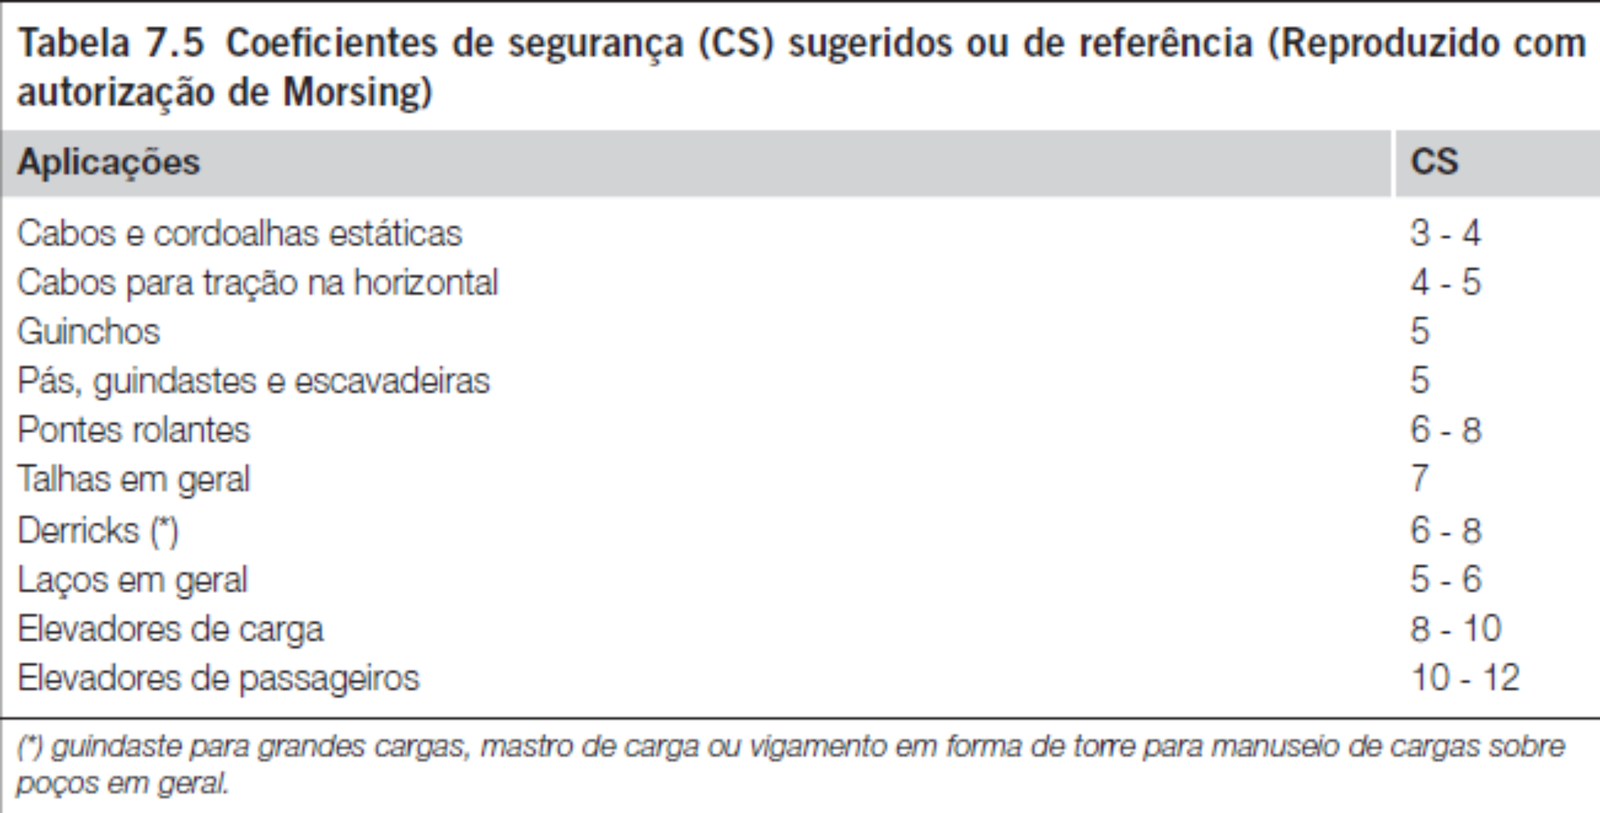 Tabela 7.5 Coeficientes de segurança (CS) sugeridos ou de referência (Reproduzido com
autorização de Morsing)
Aplicações CS
Cabos e cordoalhas estáticas 3 - 4
Cabos para tração na horizontal 4 - 5
Guinchos 5
Pás, guindastes e escavadeiras 5
Pontes rolantes 6 - 8
Talhas em geral 7
Derricks (*) 6 - 8
Laços em geral 5 - 6
Elevadores de carga 8 - 10
Elevadores de passageiros 10 - 12
(*) guindaste para grandes cargas, mastro de carga ou vigamento em forma de torre para manuseio de cargas sobre
poços em geral.